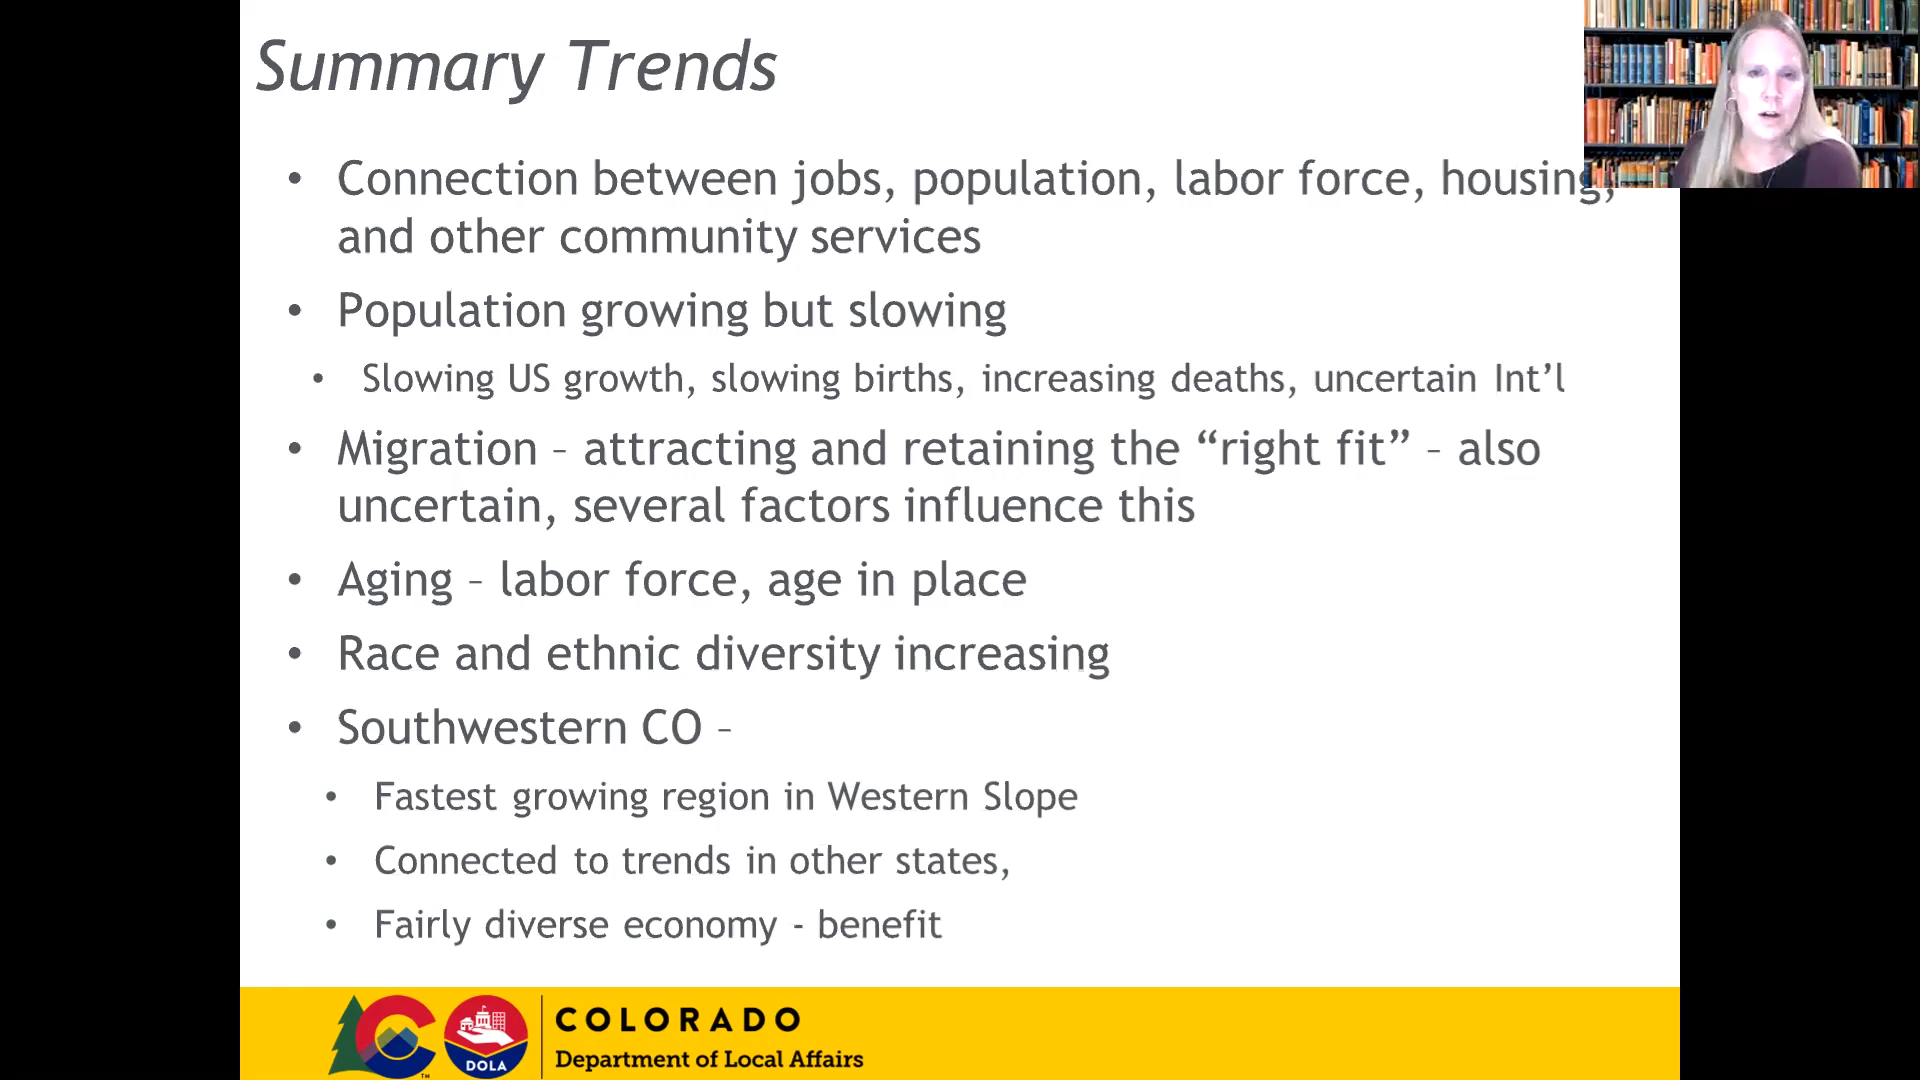 Summary Trends
• Connection between jobs, population, labor force, housing,
and other community services
• Population growing but slowing
• Slowing US growth, slowing births, increasing deaths, uncertain Int’l
• Migration – attracting and retaining the “right fit” – also
uncertain, several factors influence this
• Aging – labor force, age in place
• Race and ethnic diversity increasing
• Southwestern CO –
• Fastest growing region in Western Slope
• Connected to trends in other states,
• Fairly diverse economy - benefit
COLORADO
Department of Local Affairs
DOLA
TM